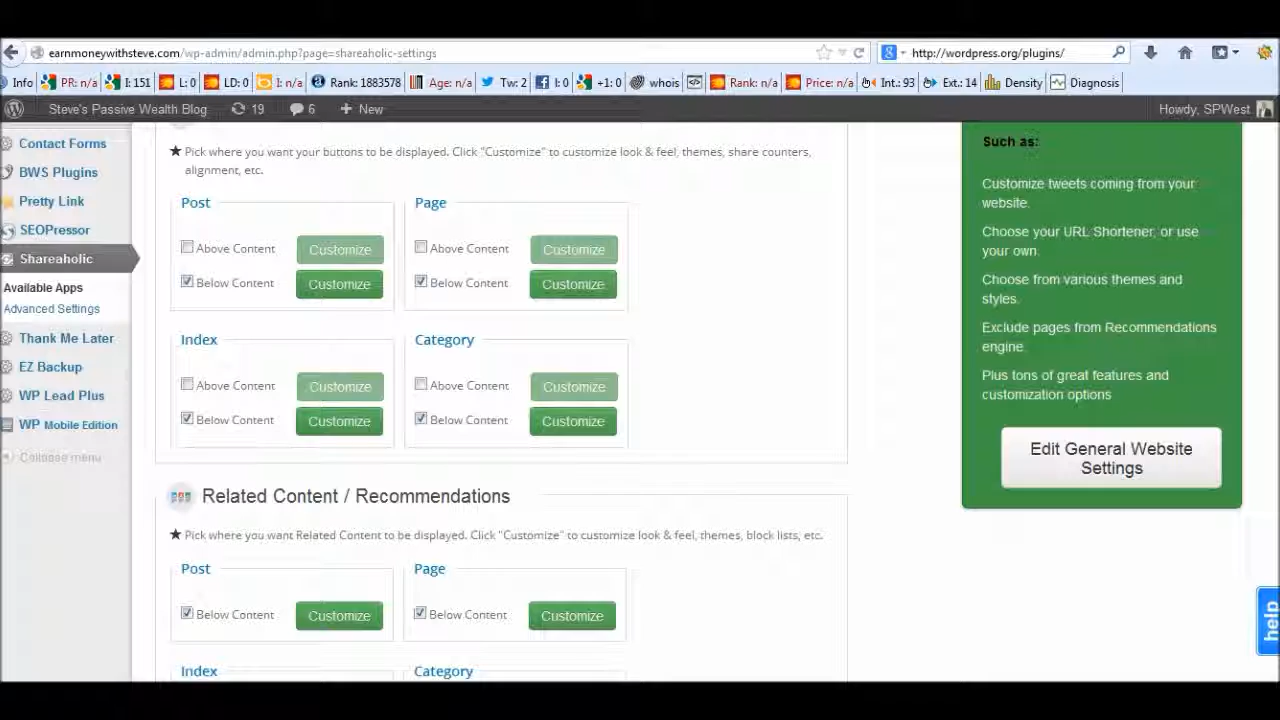 earnmoneywithsteve.com/wp-admin/admin.php?page=shareaholic-settings
http://wordpress.org/plugins/
Info PR: n/a I: 151 L: 0 LD: 0 I: n/a Rank: 1883578 Age: n/a Tw: 2 I: 0 +1: 0 whois Rank: n/a Price: n/a Int.: 93 Ext.: 14 Density Diagnosis
Steve's Passive Wealth Blog 19 6 New Howdy, SPWest
Contact Forms
BWS Plugins
Pretty Link
SEOPressor
Shareaholic
Available Apps
Advanced Settings
Thank Me Later
EZ Backup
WP Lead Plus
WP Mobile Edition
Collapse menu
Pick where you want your buttons to be displayed. Click "Customize" to customize look & feel, themes, share counters,
alignment, etc.
Post
Above Content Customize
Below Content Customize
Page
Above Content Customize
Below Content Customize
Index
Above Content Customize
Below Content Customize
Category
Above Content Customize
Below Content Customize
Related Content / Recommendations
Pick where you want Related Content to be displayed. Click "Customize" to customize look & feel, themes, block lists, etc.
Post
Below Content Customize
Page
Below Content Customize
Index
Category
Such as:
Customize tweets coming from your
website.
Choose your URL Shortener, or use
your own.
Choose from various themes and
styles.
Exclude pages from Recommendations
engine.
Plus tons of great features and
customization options
Edit General Website
Settings
help